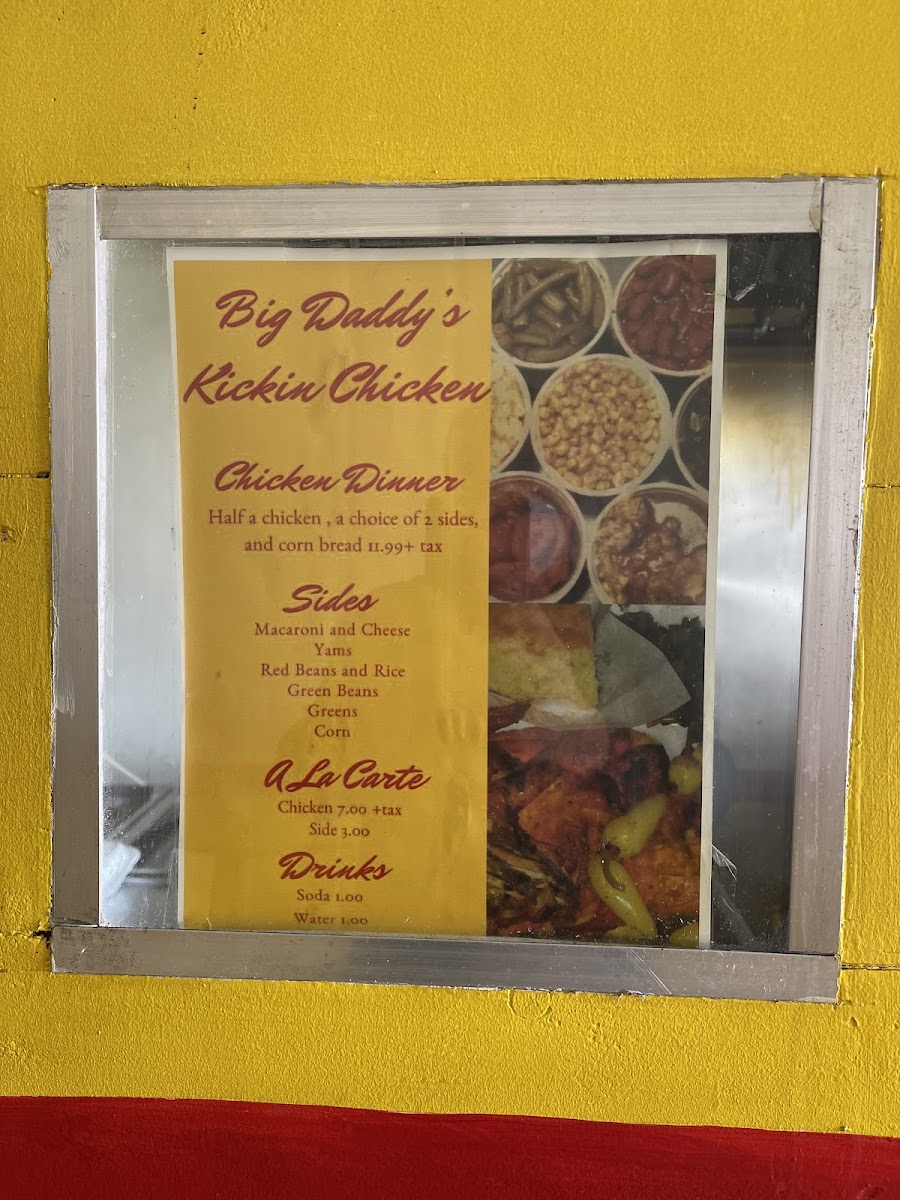 Big Daddy's
Kickin Chicken
Chicken Dinner
Half a chicken , a choice of 2 sides,
and corn bread 11.99+ tax
Sides
Macaroni and Cheese
Yams
Red Beans and Rice
Green Beans
Greens
Corn
A La Carte
Chicken 7.00 +tax
Side 3.00
Drinks
Soda 1.00
Water 1.00